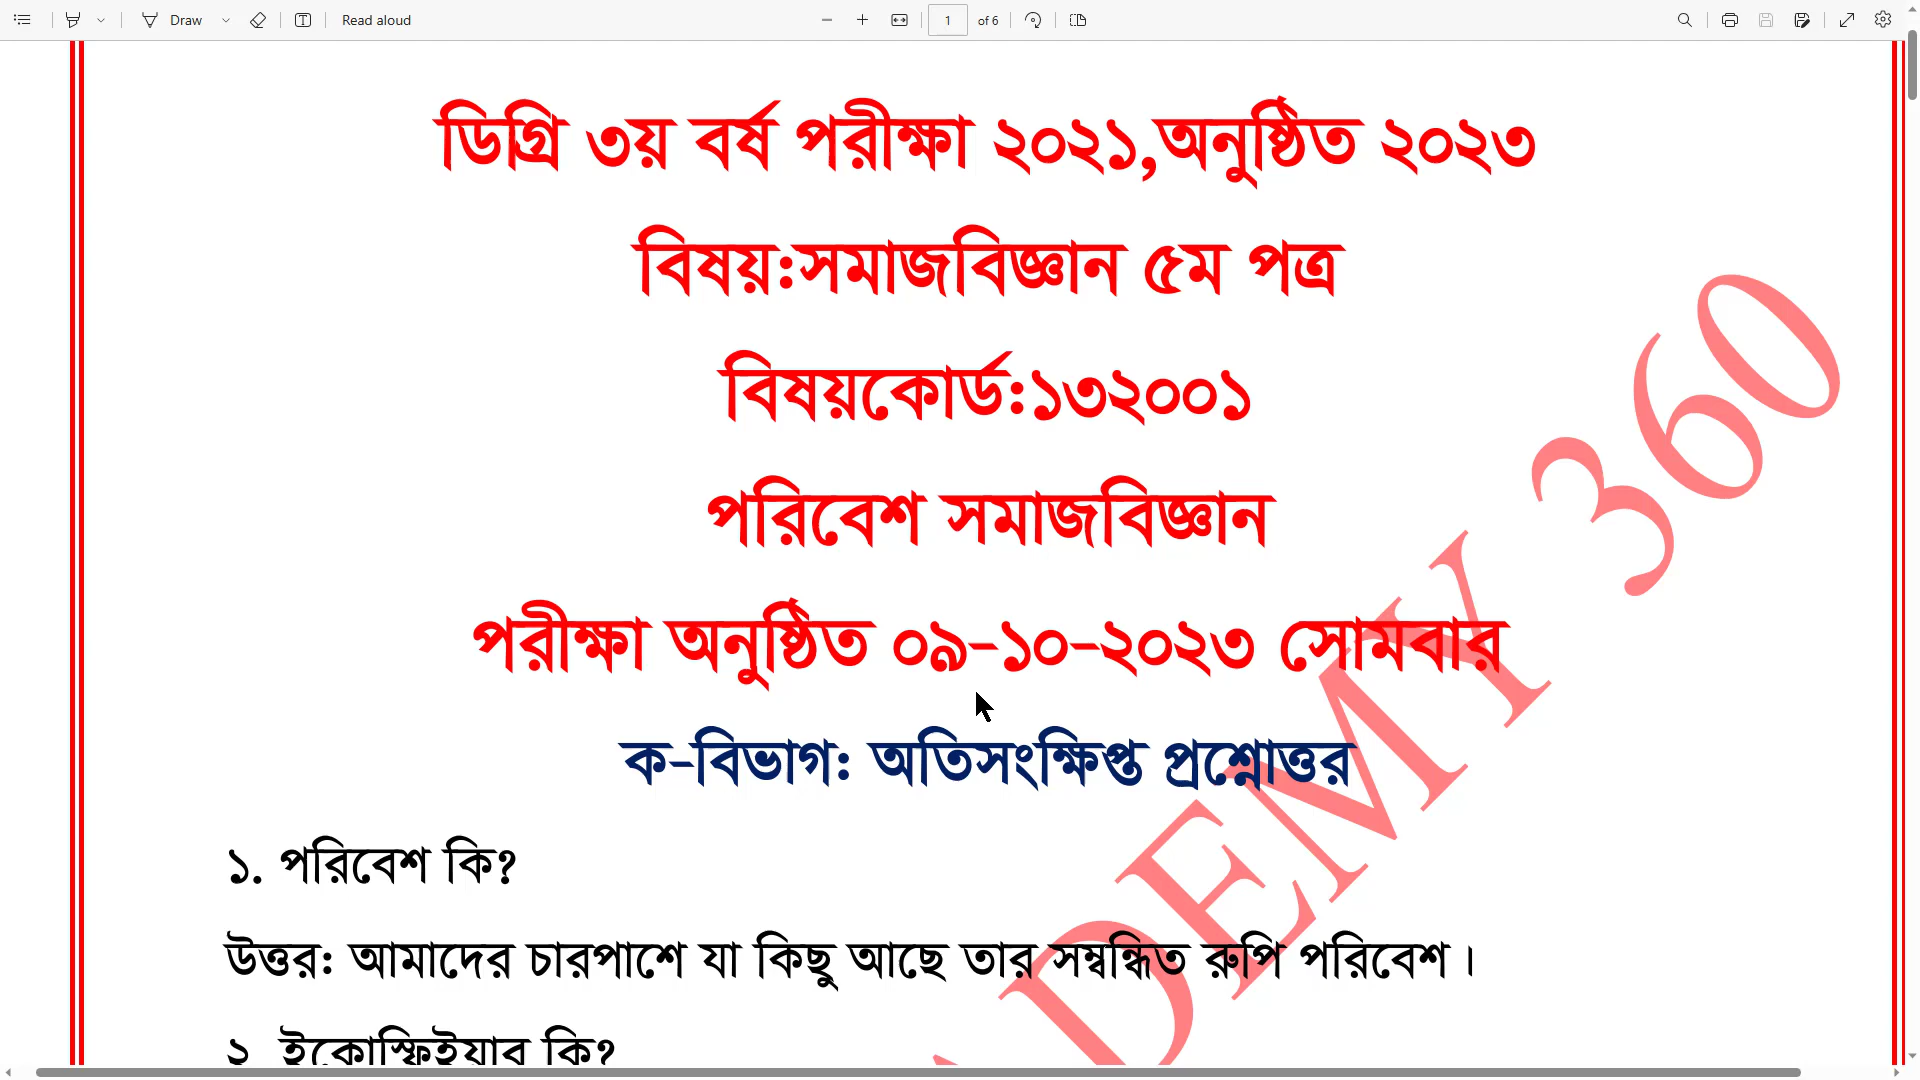 Draw
Read aloud
1 of 6
ডিগ্রি ৩য় বর্ষ পরীক্ষা ২০২১,অনুষ্ঠিত ২০২৩
বিষয়:সমাজবিজ্ঞান ৫ম পত্র
বিষয়কোর্ড:১৩২০০১
পরিবেশ সমাজবিজ্ঞান
পরীক্ষা অনুষ্ঠিত ০৯-১০-২০২৩ সোমবার
ক-বিভাগ: অতিসংক্ষিপ্ত প্রশ্নোত্তর
১. পরিবেশ কি?
উত্তর: আমাদের চারপাশে যা কিছু আছে তার সম্বন্ধিত রুপি পরিবেশ।
২. ইকোস্ফিইয়ার কি?
ADEMY 360